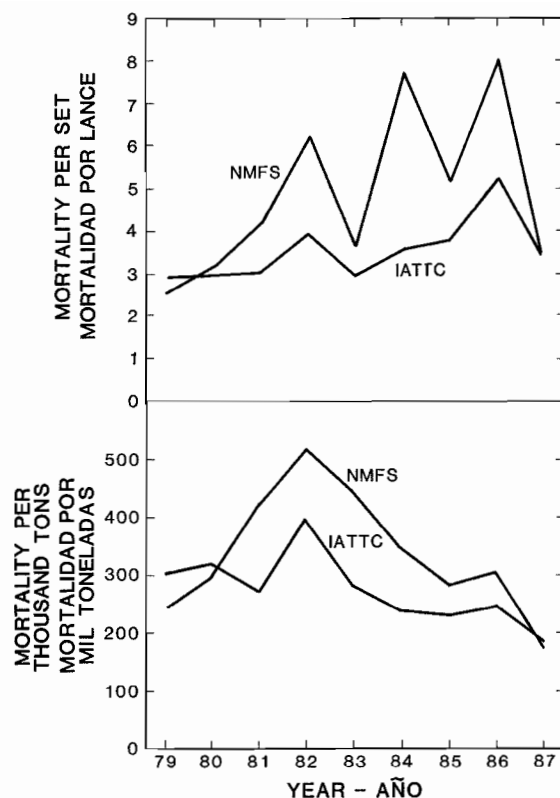 MORTALITY PER SET
MORTALIDAD POR LANCE
9
8
7
6
5
4
3
2
1
0
NMFS
IATTC
MORTALITY PER
THOUSAND TONS
MORTALIDAD POR
MIL TONELADAS
500
400
300
200
100
0
NMFS
IATTC
79 80 81 82 83 84 85 86 87
YEAR - AÑO